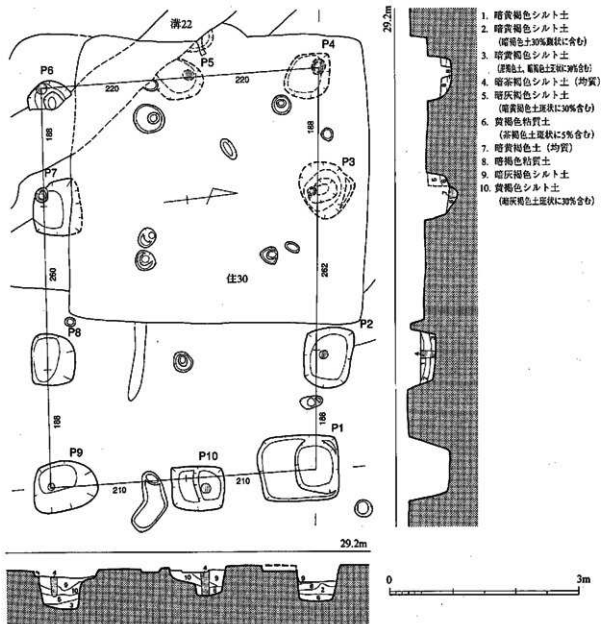 溝22
P6
P5
P4
220
220
188
188
P7
P3
260
262
住30
P8
P2
188
188
P9
P10
P1
210
210
29.2m
29.2m
0
3m
1. 暗黄褐色シルト土
2. 暗黄褐色シルト土
(暗褐色土30%斑状に含む)
3. 暗黄褐色シルト土
4. 暗茶褐色シルト土 (均質)
5. 暗灰褐色シルト土
(暗黄褐色土斑状に30%含む)
6. 黄褐色粘質土
(茶褐色土斑状に5%含む)
7. 暗黄褐色土 (均質)
8. 暗褐色粘質土
9. 暗灰褐色シルト土
10. 黄褐色シルト土
(暗灰褐色土斑状に30%含む)